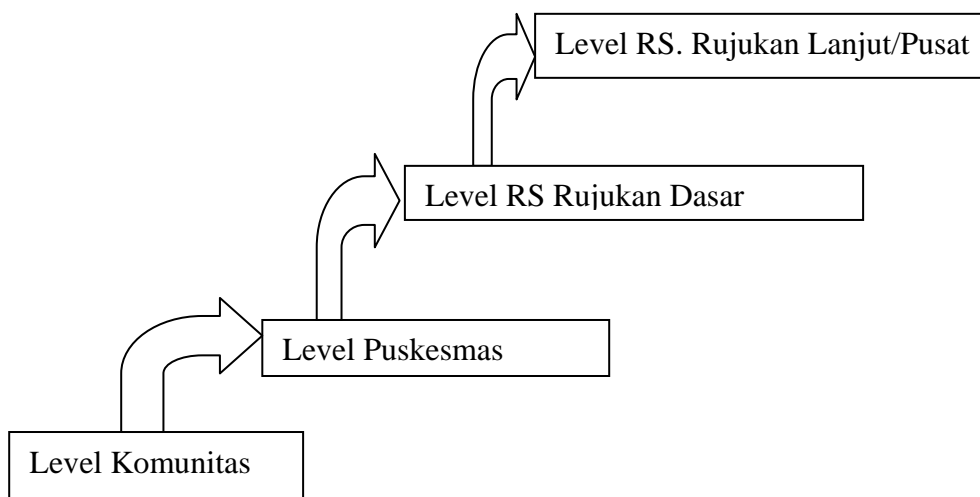 Level RS. Rujukan Lanjut/Pusat
Level RS Rujukan Dasar
Level Puskesmas
Level Komunitas